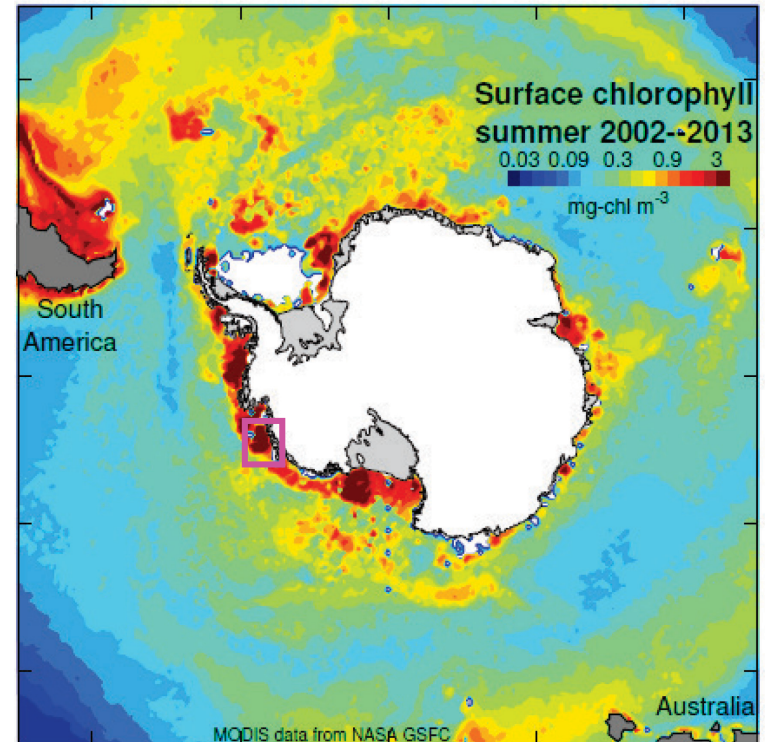 Surface chlorophyll
summer 2002--2013
0.03 0.09 0.3 0.9 3
mg-chl m-3
South
America
Australia
MODIS data from NASA GSFC